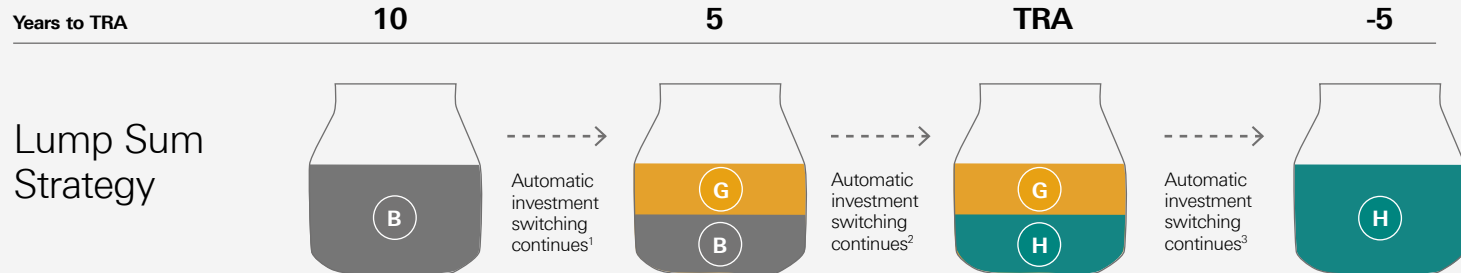 Years to TRA 10 5 TRA -5
Lump Sum
Strategy
B
Automatic
investment
switching
continues¹
G
B
Automatic
investment
switching
continues²
G
H
Automatic
investment
switching
continues³
H